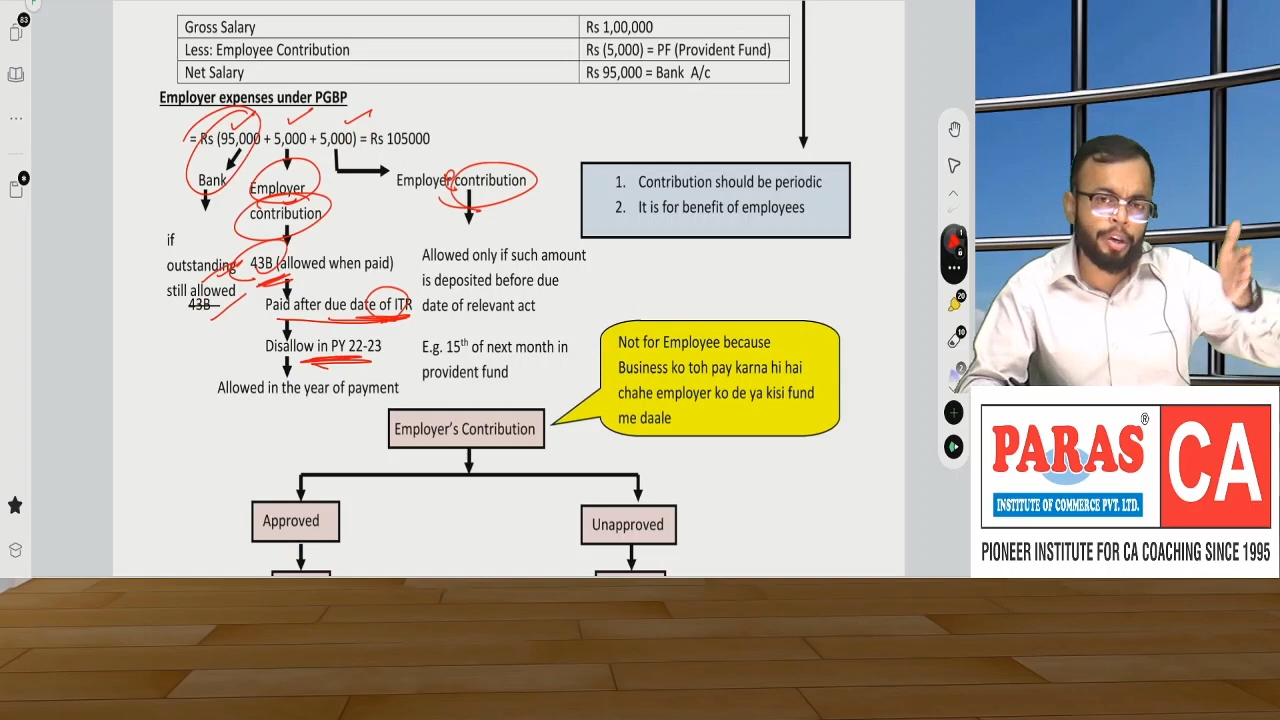 83
Gross Salary Rs 1,00,000
Less: Employee Contribution Rs (5,000) = PF (Provident Fund)
Net Salary Rs 95,000 = Bank A/c
Employer expenses under PGBP
= Rs (95,000 + 5,000 + 5,000) = Rs 105000
Bank
Employer
contribution
Employer contribution
1. Contribution should be periodic
2. It is for benefit of employees
if
outstanding
still allowed
43B
43B (allowed when paid)
Paid after due date of ITR
Disallow in PY 22-23
Allowed in the year of payment
Allowed only if such amount
is deposited before due
date of relevant act
E.g. 15th of next month in
provident fund
Not for Employee because
Business ko toh pay karna hi hai
chahe employer ko de ya kisi fund
me daale
Employer's Contribution
Approved
Unapproved
1
20
10
2
PARAS®
INSTITUTE OF COMMERCE PVT. LTD.
CA
PIONEER INSTITUTE FOR CA COACHING SINCE 1995